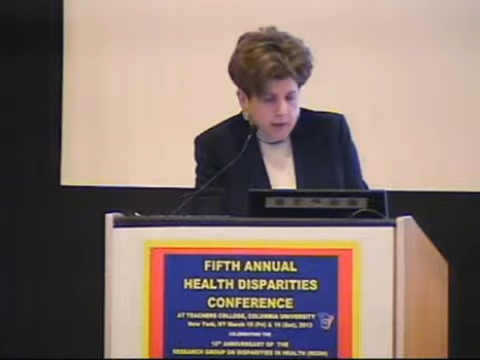 FIFTH ANNUAL
HEALTH DISPARITIES
CONFERENCE
AT TEACHERS COLLEGE, COLUMBIA UNIVERSITY
New York, NY March 15 (Fri) & 16 (Sat), 2013
CELEBRATING THE
10th ANNIVERSARY OF THE
RESEARCH GROUP ON DISPARITIES IN HEALTH (RGDH)